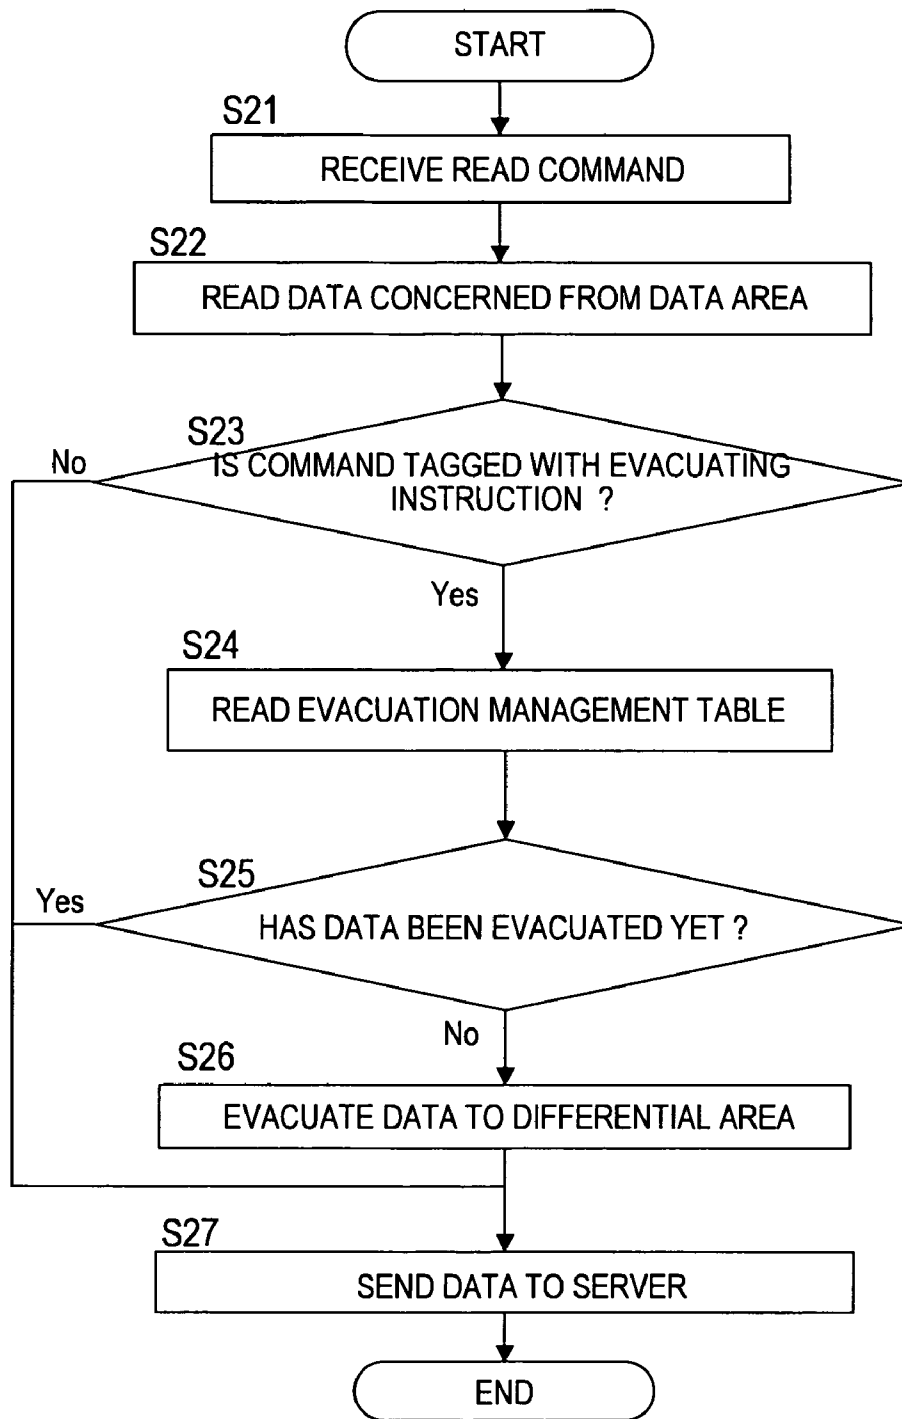 START
S21
RECEIVE READ COMMAND
S22
READ DATA CONCERNED FROM DATA AREA
S23
No
IS COMMAND TAGGED WITH EVACUATING
INSTRUCTION ?
Yes
S24
READ EVACUATION MANAGEMENT TABLE
S25
Yes
HAS DATA BEEN EVACUATED YET ?
No
S26
EVACUATE DATA TO DIFFERENTIAL AREA
S27
SEND DATA TO SERVER
END